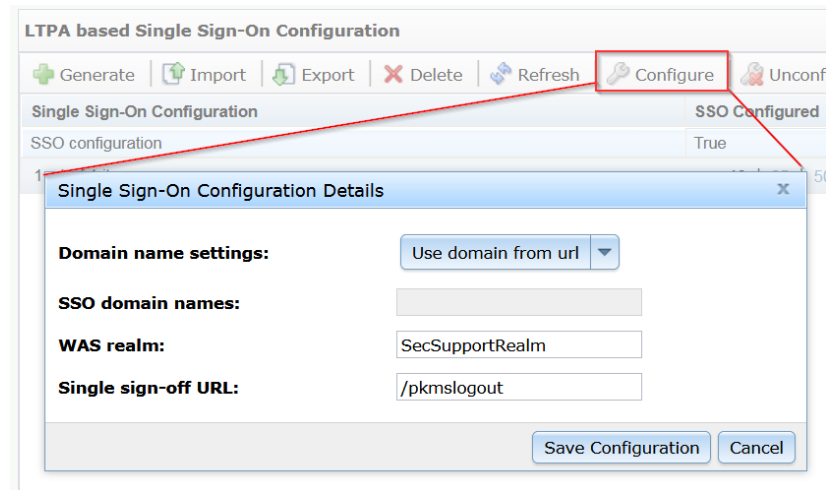 LTPA based Single Sign-On Configuration
Generate Import Export Delete Refresh Configure Unconf
Single Sign-On Configuration SSO Configured
SSO configuration True
1
Single Sign-On Configuration Details x
Domain name settings: Use domain from url
SSO domain names:
WAS realm: SecSupportRealm
Single sign-off URL: /pkmslogout
Save Configuration Cancel